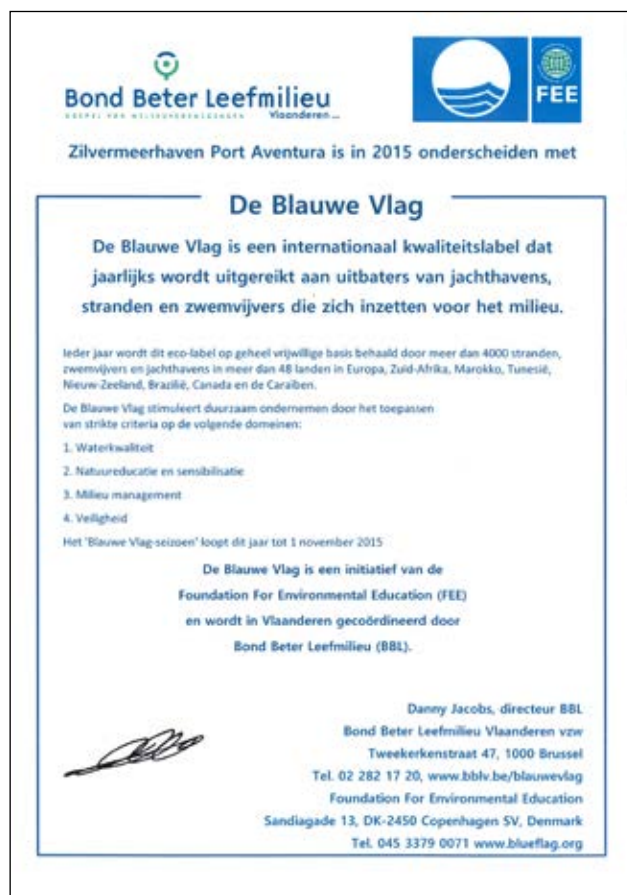 Bond Beter Leefmilieu
KOEPEL VAN MILIEUVERENIGINGEN Vlaanderen vzw
FEE
Zilvermeerhaven Port Aventura is in 2015 onderscheiden met
De Blauwe Vlag
De Blauwe Vlag is een internationaal kwaliteitslabel dat
jaarlijks wordt uitgereikt aan uitbaters van jachthavens,
stranden en zwemvijvers die zich inzetten voor het milieu.
Ieder jaar wordt dit eco-label op geheel vrijwillige basis behaald door meer dan 4000 stranden,
zwemvijvers en jachthavens in meer dan 48 landen in Europa, Zuid-Afrika, Marokko, Tunesië,
Nieuw-Zeeland, Brazilië, Canada en de Caraïben.
De Blauwe Vlag stimuleert duurzaam ondernemen door het toepassen
van strikte criteria op de volgende domeinen:
1. Waterkwaliteit
2. Natuureducatie en sensibilisatie
3. Milieu management
4. Veiligheid
Het 'Blauwe Vlag-seizoen' loopt dit jaar tot 1 november 2015
De Blauwe Vlag is een initiatief van de
Foundation For Environmental Education (FEE)
en wordt in Vlaanderen gecoördineerd door
Bond Beter Leefmilieu (BBL).
Danny Jacobs, directeur BBL
Bond Beter Leefmilieu Vlaanderen vzw
Tweekerkenstraat 47, 1000 Brussel
Tel. 02 282 17 20, www.bblv.be/blauwevlag
Foundation For Environmental Education
Sandiagade 13, DK-2450 Copenhagen SV, Denmark
Tel. 045 3379 0071 www.blueflag.org